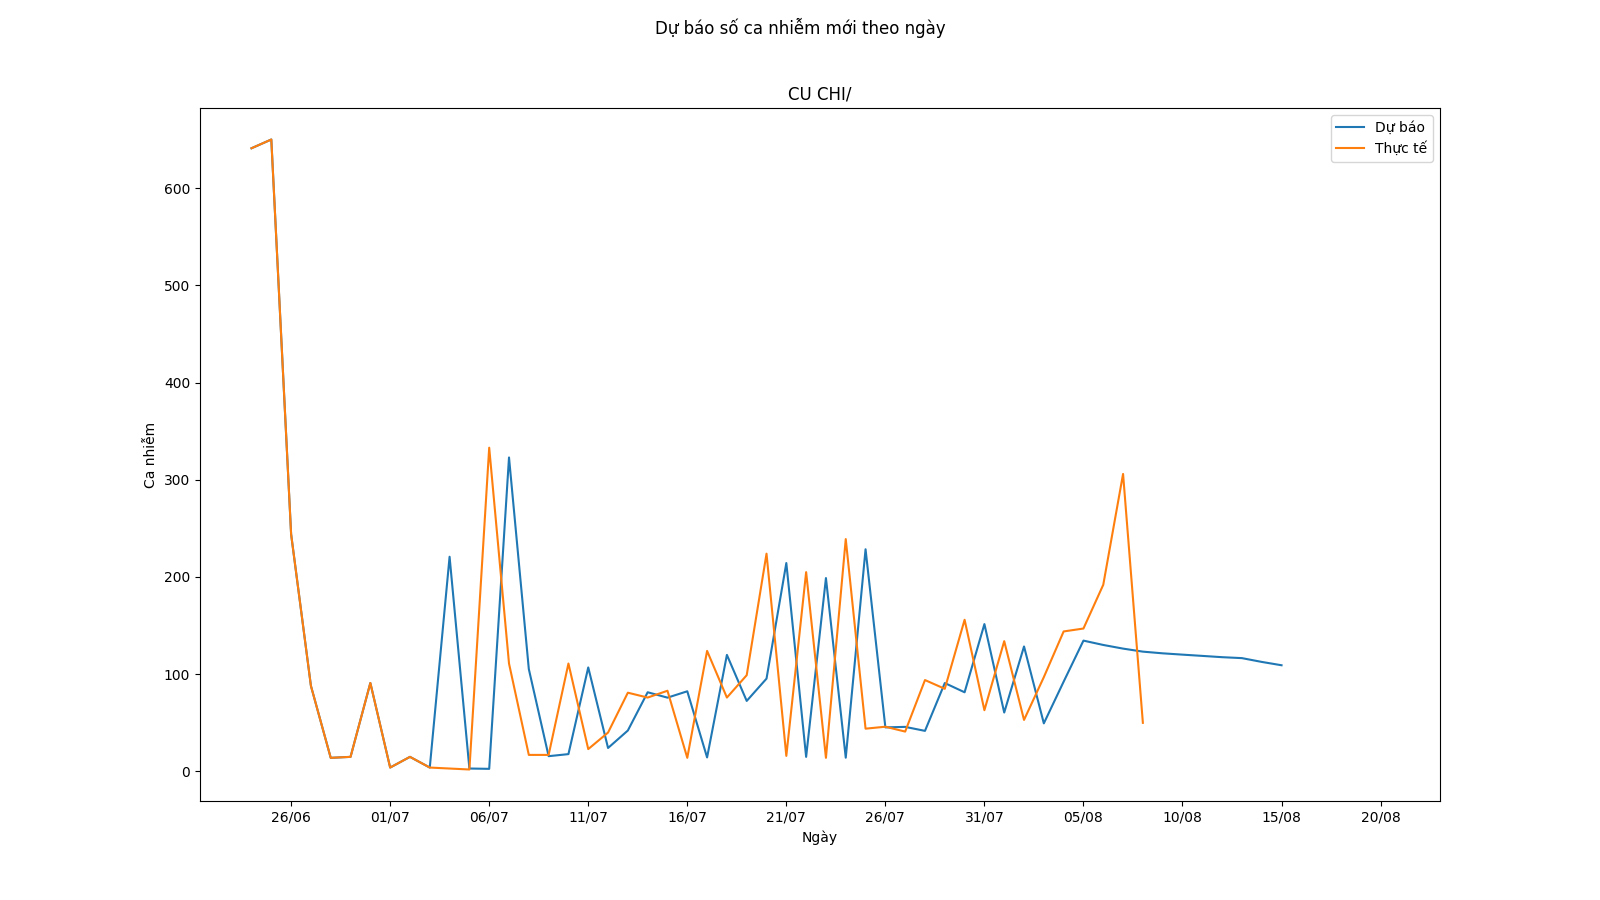 Dự báo số ca nhiễm mới theo ngày
CU CHI/
Dự báo
Thực tế
600
500
400
300
200
100
0
Ca nhiễm
26/06 01/07 06/07 11/07 16/07 21/07 26/07 31/07 05/08 10/08 15/08 20/08
Ngày